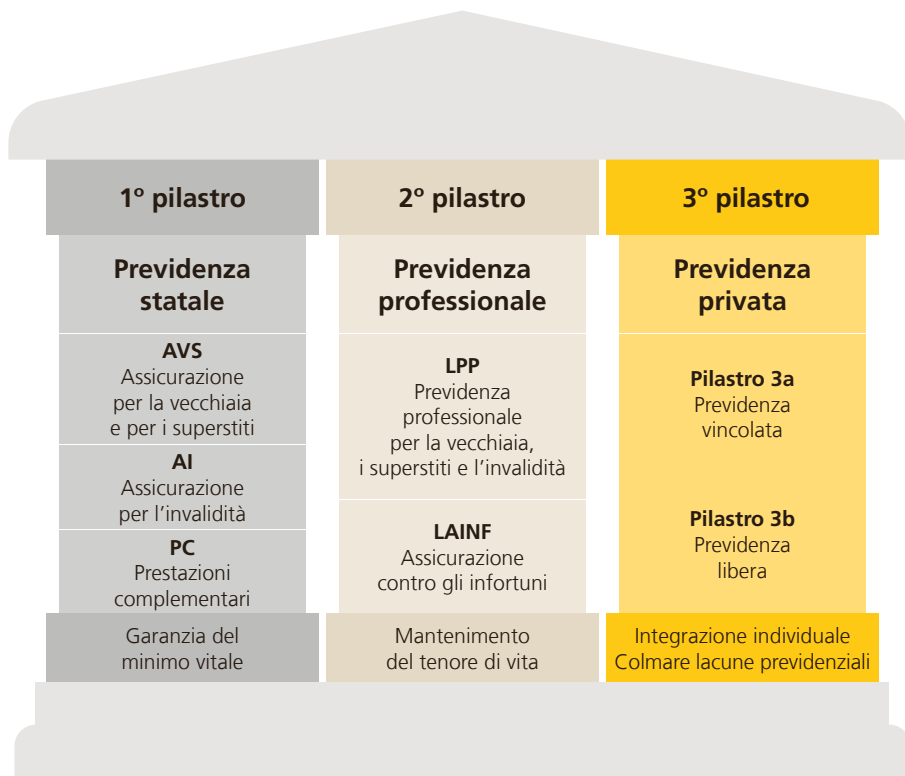 1º pilastro
Previdenza
statale
AVS
Assicurazione
per la vecchiaia
e per i superstiti
AI
Assicurazione
per l’invalidità
PC
Prestazioni
complementari
Garanzia del
minimo vitale
2º pilastro
Previdenza
professionale
LPP
Previdenza
professionale
per la vecchiaia,
i superstiti e l’invalidità
LAINF
Assicurazione
contro gli infortuni
Mantenimento
del tenore di vita
3º pilastro
Previdenza
privata
Pilastro 3a
Previdenza
vincolata
Pilastro 3b
Previdenza
libera
Integrazione individuale
Colmare lacune previdenziali